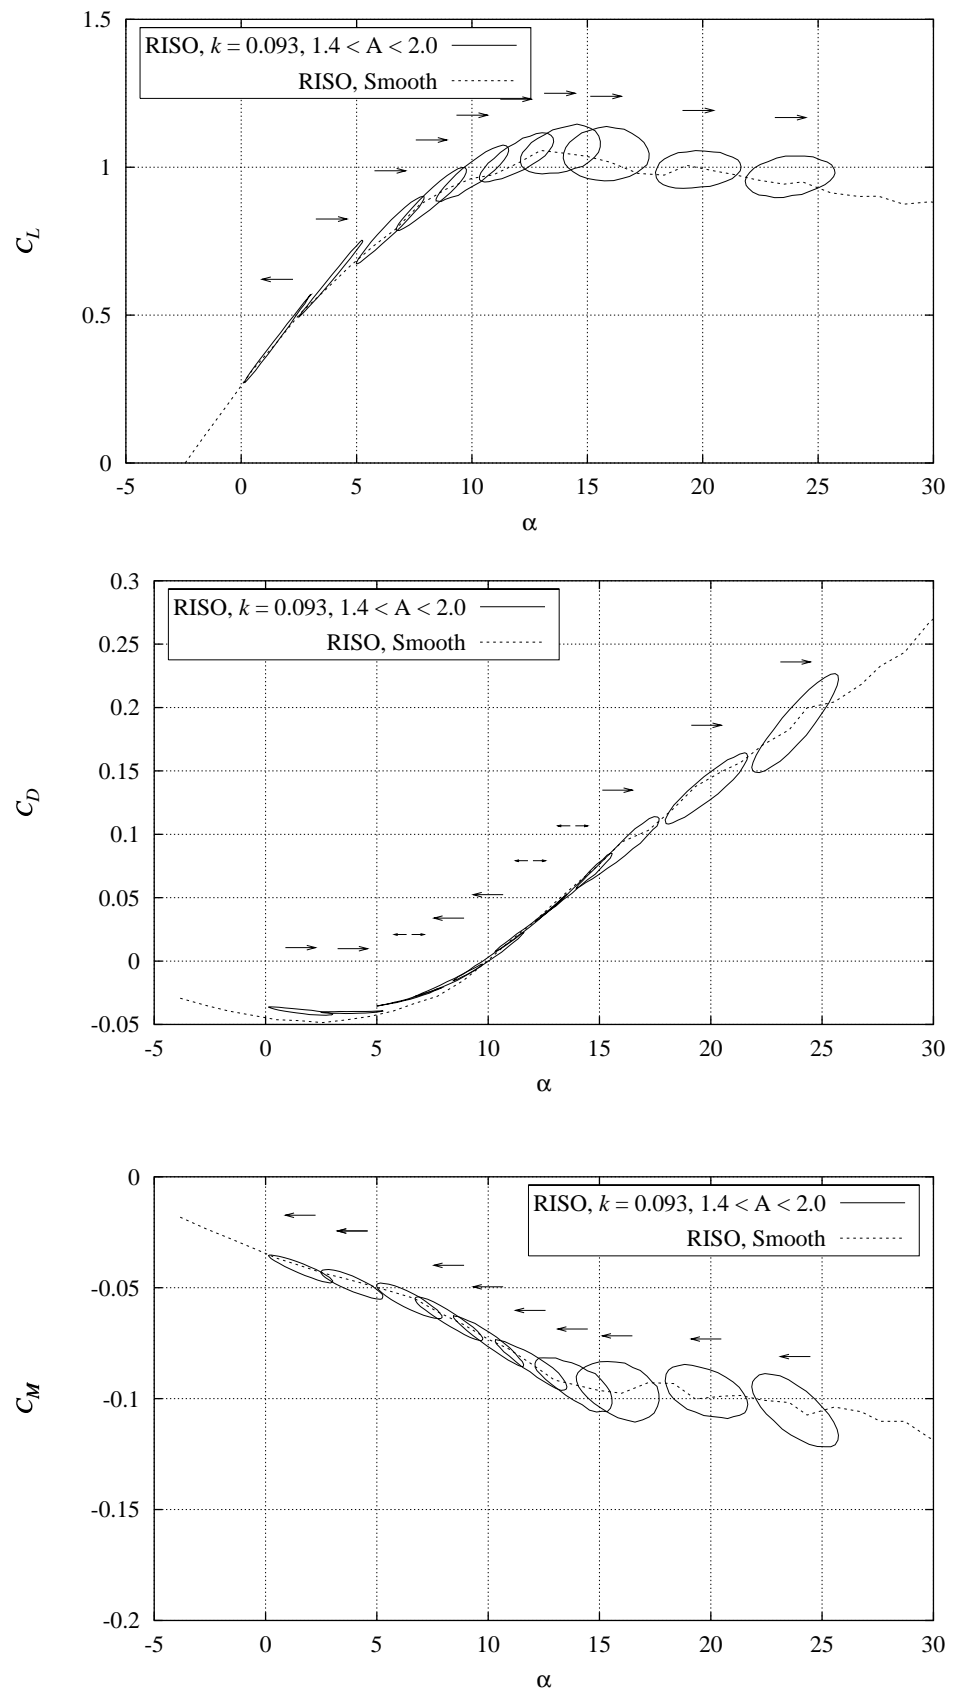 1.5
RISO, k = 0.093, 1.4 < A < 2.0
RISO, Smooth
1
C_L
0.5
0
-5 0 5 10 15 20 25 30
α
0.3
RISO, k = 0.093, 1.4 < A < 2.0
RISO, Smooth
0.25
0.2
0.15
C_D
0.1
0.05
0
-0.05
-5 0 5 10 15 20 25 30
α
0
RISO, k = 0.093, 1.4 < A < 2.0
RISO, Smooth
-0.05
C_M
-0.1
-0.15
-0.2
-5 0 5 10 15 20 25 30
α